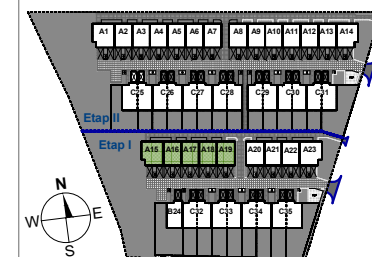 A1 A2 A3 A4 A5 A6 A7 A8 A9 A10 A11 A12 A13 A14
C25 C26 C27 C28 C29 C30 C31
Etap II
Etap I
A15 A16 A17 A18 A19 A20 A21 A22 A23
B24 C32 C33 C34 C35
N
W E
S